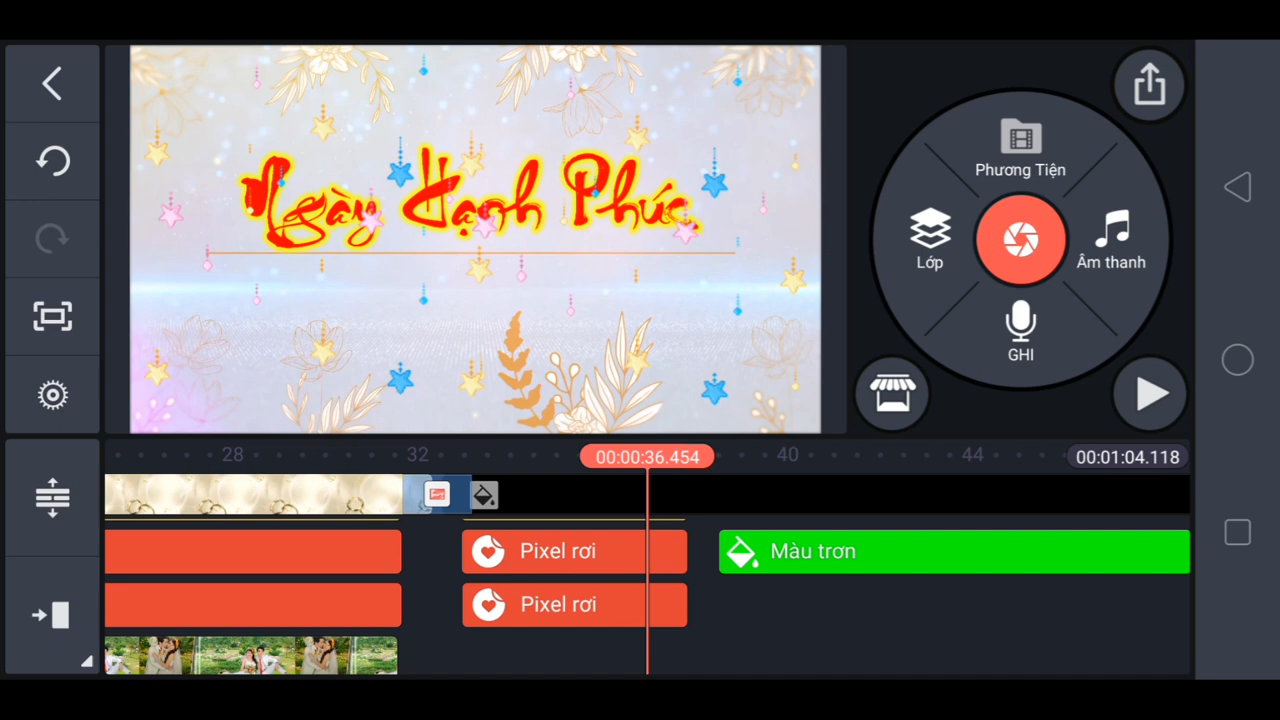 Ngày Hạnh Phúc
Phương Tiện
Lớp
Âm thanh
GHI
28
32
00:00:36.454
40
44
00:01:04.118
Pixel rơi
Màu trơn
Pixel rơi